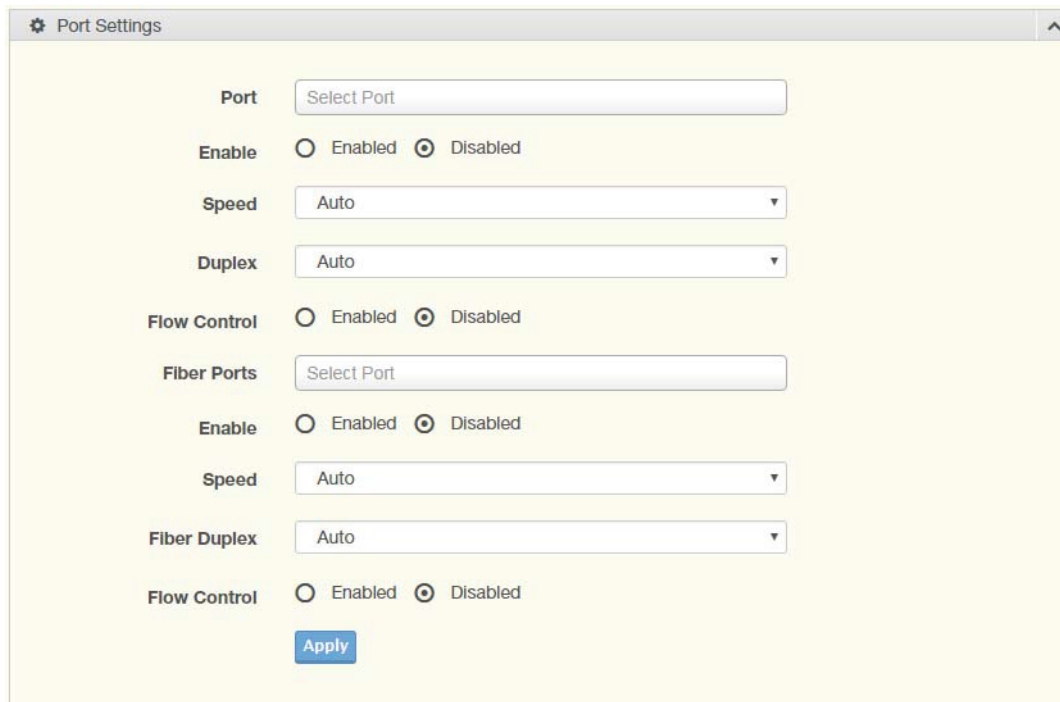 Port Settings
Port Select Port
Enable Enabled Disabled
Speed Auto
Duplex Auto
Flow Control Enabled Disabled
Fiber Ports Select Port
Enable Enabled Disabled
Speed Auto
Fiber Duplex Auto
Flow Control Enabled Disabled
Apply